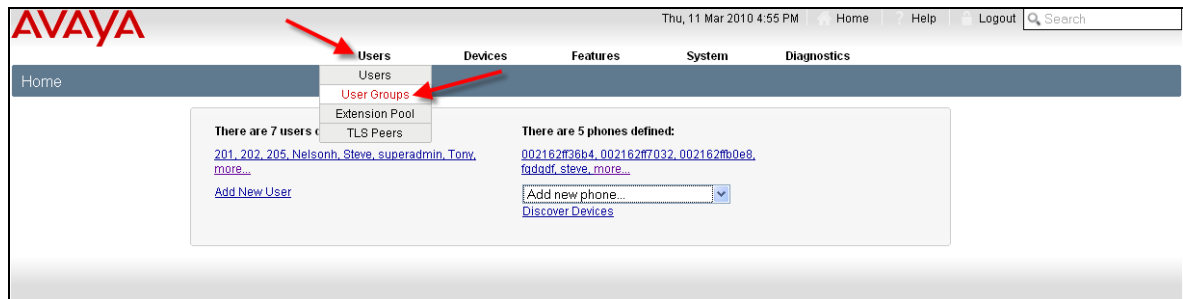 AVAYA
Thu, 11 Mar 2010 4:55 PM Home ? Help Logout Search
Users Devices Features System Diagnostics
Home
Users
User Groups
Extension Pool
TLS Peers
There are 7 users
201, 202, 205, Nelsonh, Steve, superadmin, Tony,
more...
Add New User
There are 5 phones defined:
002162ff36b4, 002162ff7032, 002162ffb0e8,
fgdgdf, steve, more...
Add new phone...
Discover Devices